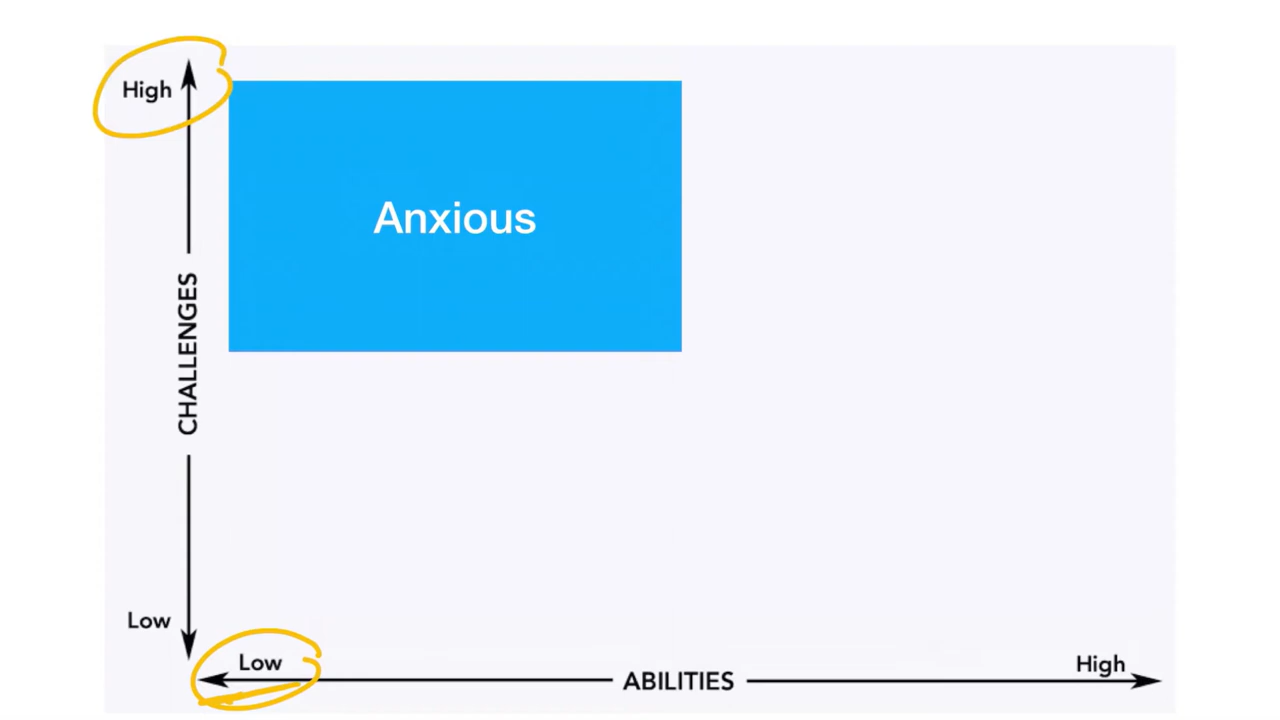 High
Anxious
CHALLENGES
Low
Low
ABILITIES
High